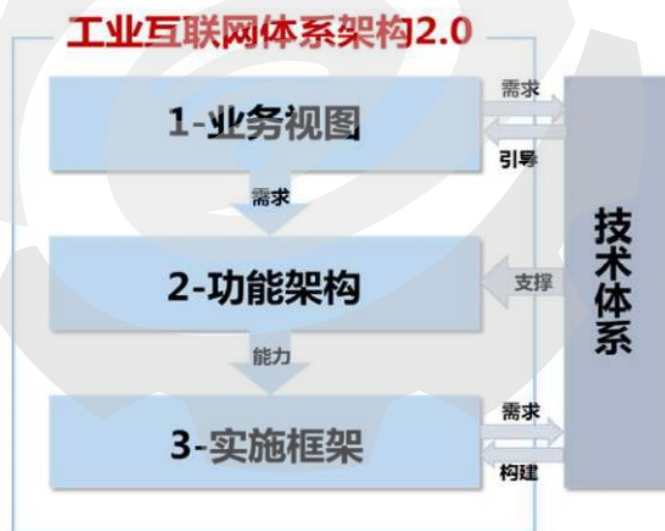 工业互联网体系架构2.0
1-业务视图
需求
引导
需求
2-功能架构
支撑
能力
3-实施框架
需求
构建
技术体系